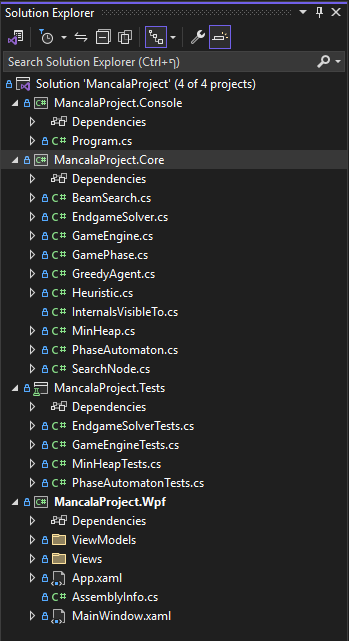 Solution Explorer
Search Solution Explorer (Ctrl+ף)
Solution 'MancalaProject' (4 of 4 projects)
MancalaProject.Console
Dependencies
C# Program.cs
C# MancalaProject.Core
Dependencies
C# BeamSearch.cs
C# EndgameSolver.cs
C# GameEngine.cs
C# GamePhase.cs
C# GreedyAgent.cs
C# Heuristic.cs
C# InternalsVisibleTo.cs
C# MinHeap.cs
C# PhaseAutomaton.cs
C# SearchNode.cs
MancalaProject.Tests
Dependencies
C# EndgameSolverTests.cs
C# GameEngineTests.cs
C# MinHeapTests.cs
C# PhaseAutomatonTests.cs
C# MancalaProject.Wpf
Dependencies
ViewModels
Views
App.xaml
C# AssemblyInfo.cs
MainWindow.xaml